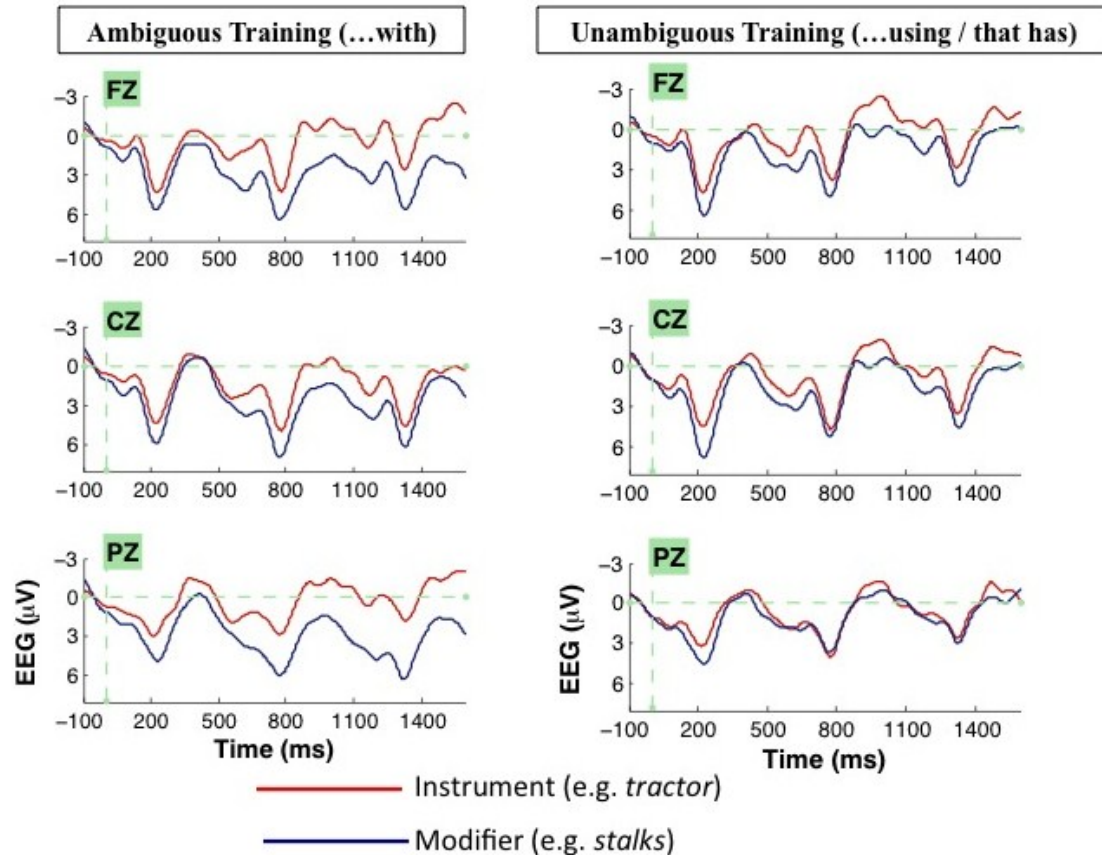 Ambiguous Training (…with)
Unambiguous Training (…using / that has)
FZ
−3
0
3
6
−100 200 500 800 1100 1400
FZ
−3
0
3
6
−100 200 500 800 1100 1400
CZ
−3
0
3
6
−100 200 500 800 1100 1400
CZ
−3
0
3
6
−100 200 500 800 1100 1400
PZ
−3
0
3
6
EEG (μV)
−100 200 500 800 1100 1400
Time (ms)
PZ
−3
0
3
6
EEG (μV)
−100 200 500 800 1100 1400
Time (ms)
Instrument (e.g. tractor)
Modifier (e.g. stalks)